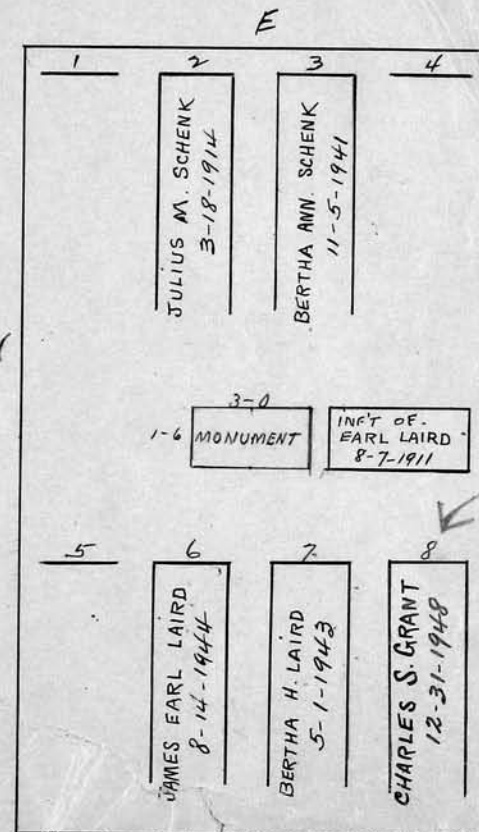 E
1 2 3 4
JULIUS M. SCHENK
3-18-1914
BERTHA ANN. SCHENK
11-5-1941
3-0
1-6 MONUMENT
INF'T OF.
EARL LAIRD
8-7-1911
5 6 7 8
JAMES EARL LAIRD
8-14-1944
BERTHA H. LAIRD
5-1-1943
CHARLES S. GRANT
12-31-1948